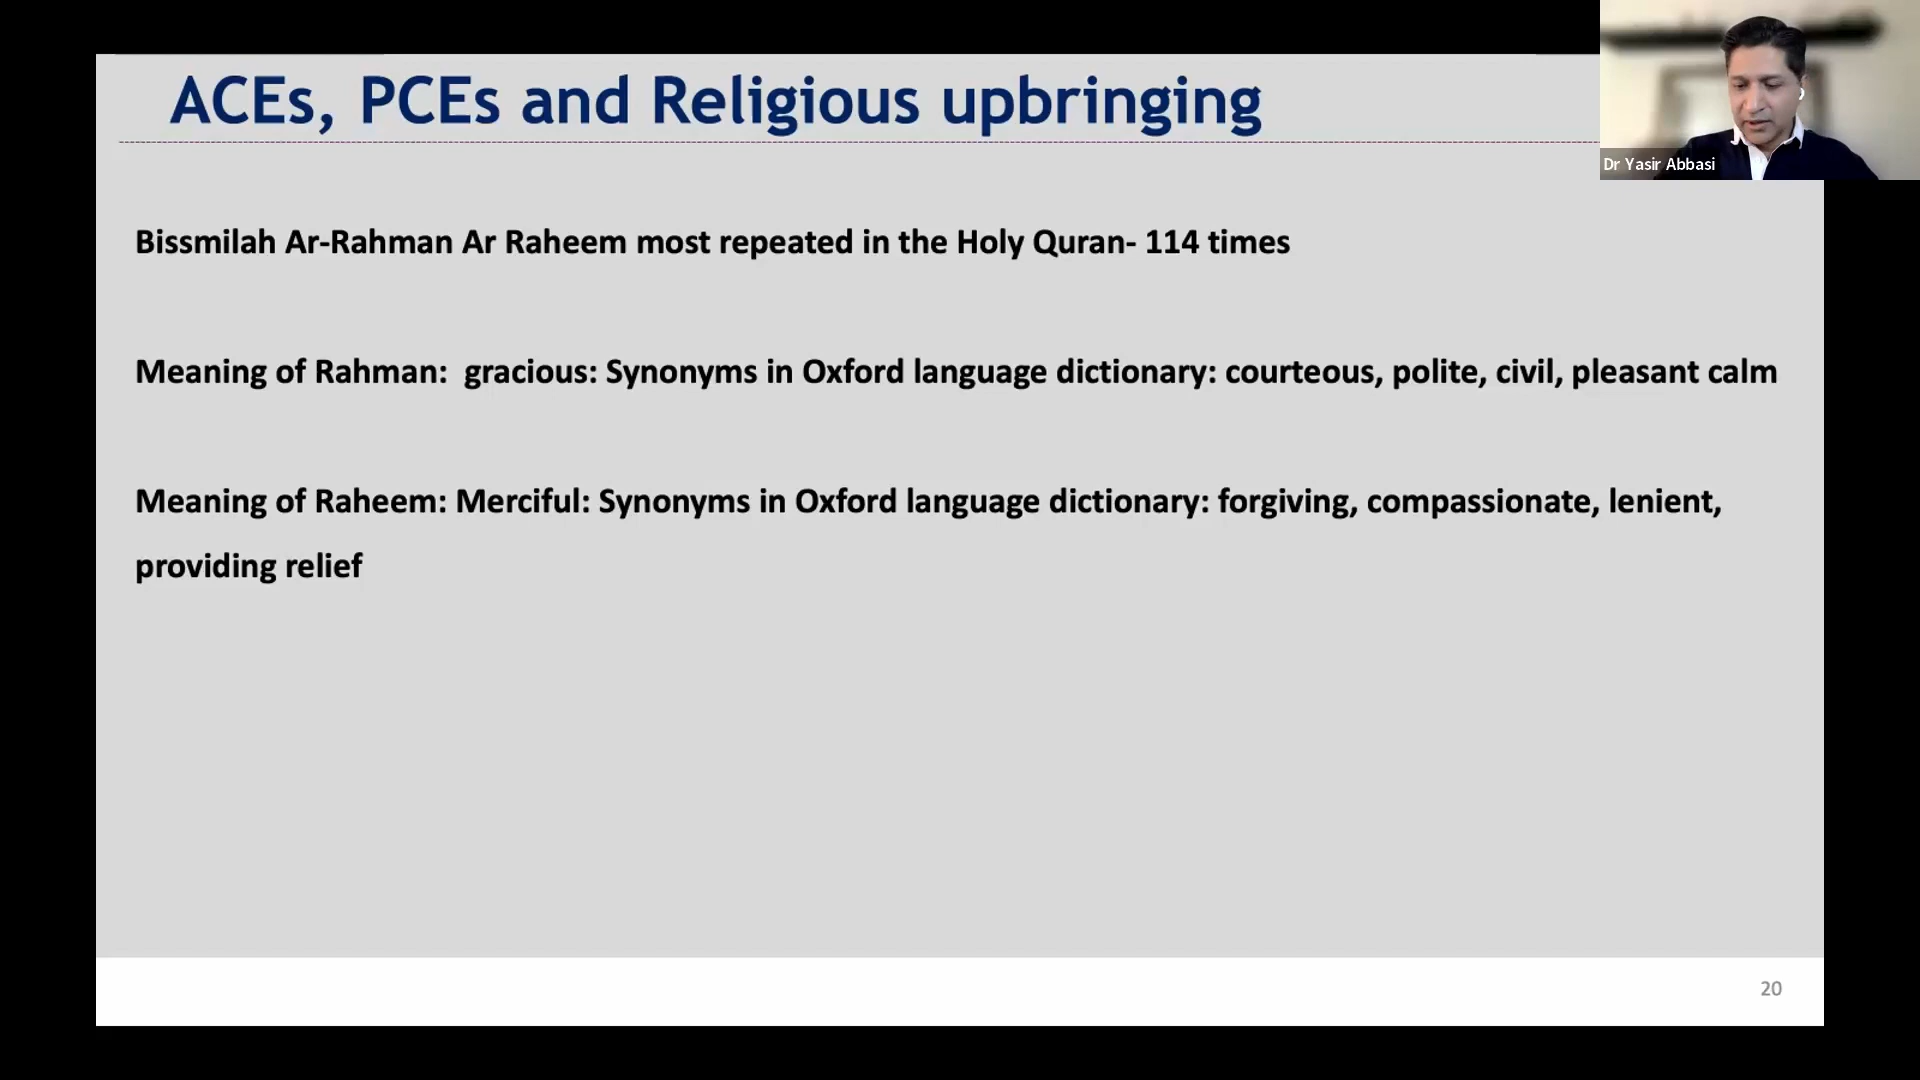 ACEs, PCEs and Religious upbringing
Dr Yasir Abbasi
Bissmilah Ar-Rahman Ar Raheem most repeated in the Holy Quran- 114 times
Meaning of Rahman:  gracious: Synonyms in Oxford language dictionary: courteous, polite, civil, pleasant calm
Meaning of Raheem: Merciful: Synonyms in Oxford language dictionary: forgiving, compassionate, lenient,
providing relief
20